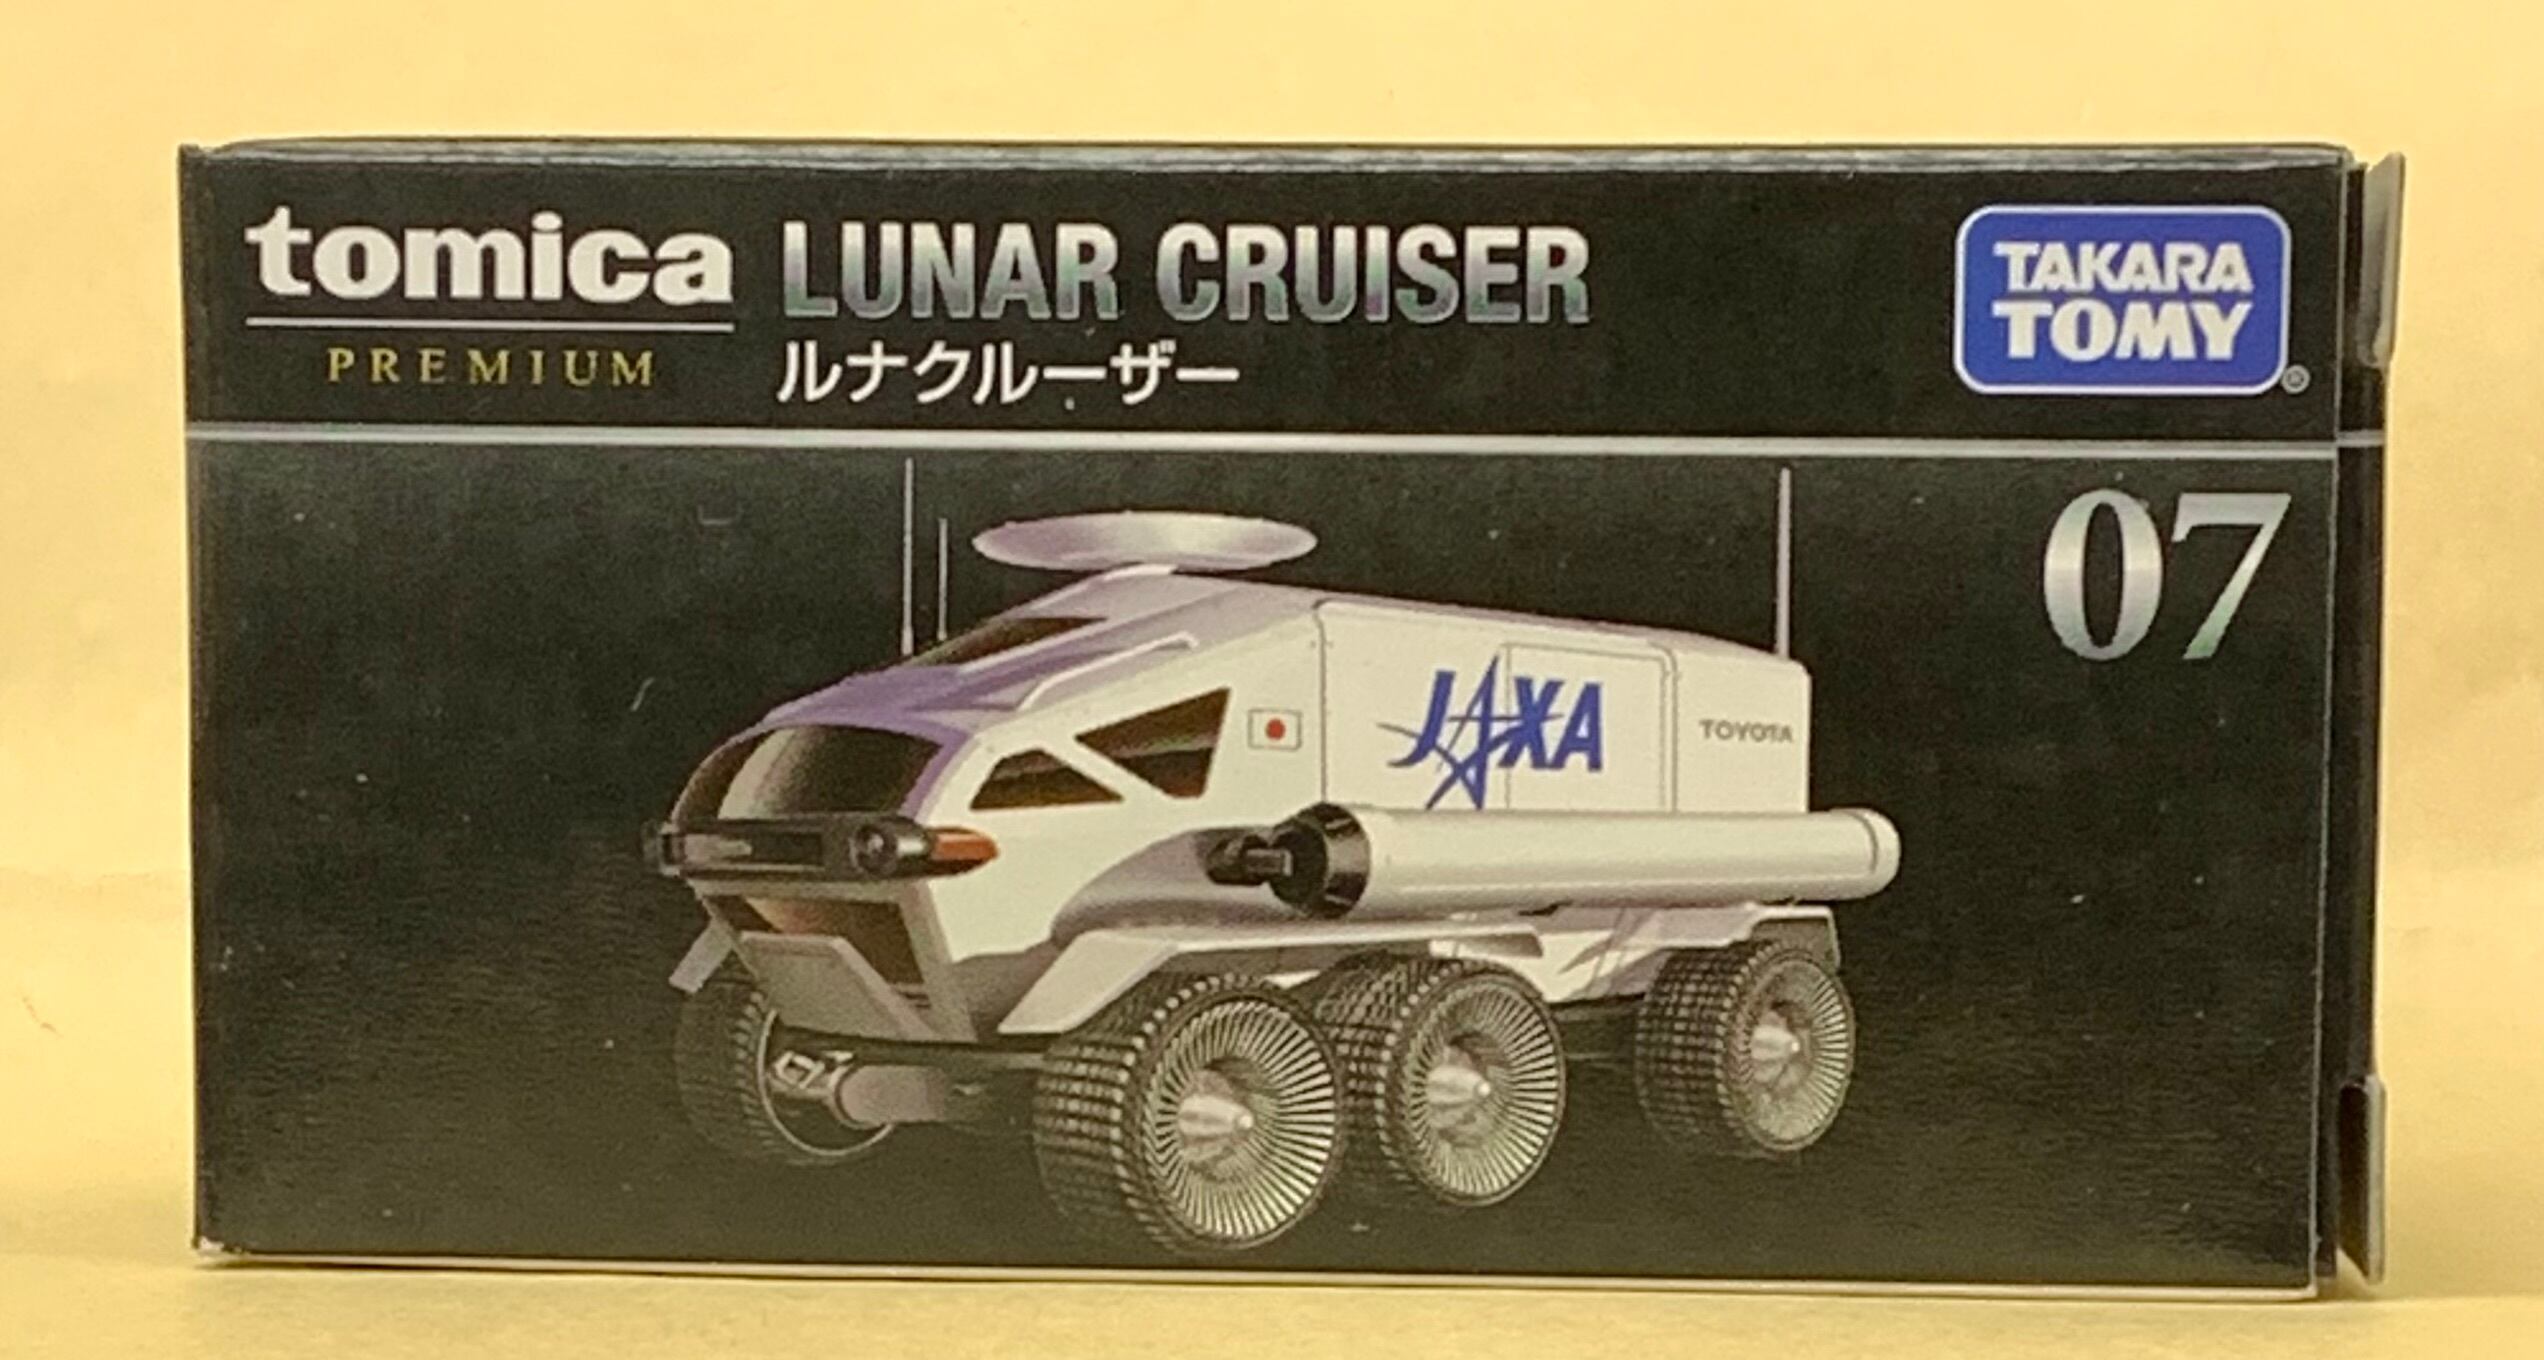 tomica
PREMIUM
LUNAR CRUISER
ルナクルーザー
TAKARA
TOMY
®
07
JAXA
TOYOTA